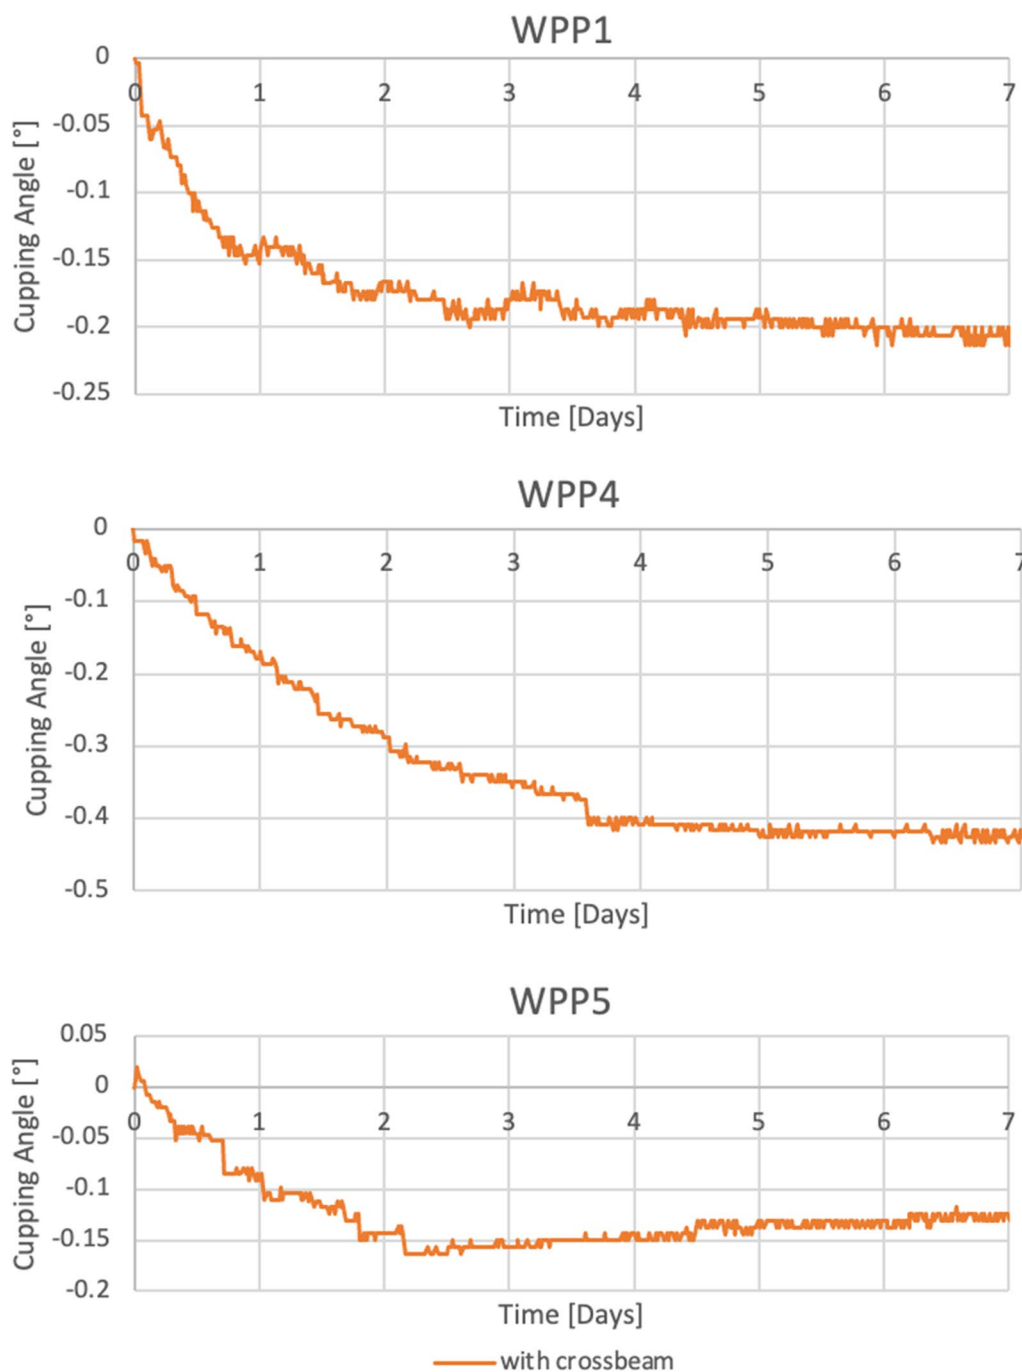 WPP1
0
0 1 2 3 4 5 6 7
-0.05
-0.1
-0.15
-0.2
-0.25
Cupping Angle [°]
Time [Days]
WPP4
0
0 1 2 3 4 5 6 7
-0.1
-0.2
-0.3
-0.4
-0.5
Cupping Angle [°]
Time [Days]
WPP5
0.05
0
0 1 2 3 4 5 6 7
-0.05
-0.1
-0.15
-0.2
Cupping Angle [°]
Time [Days]
with crossbeam